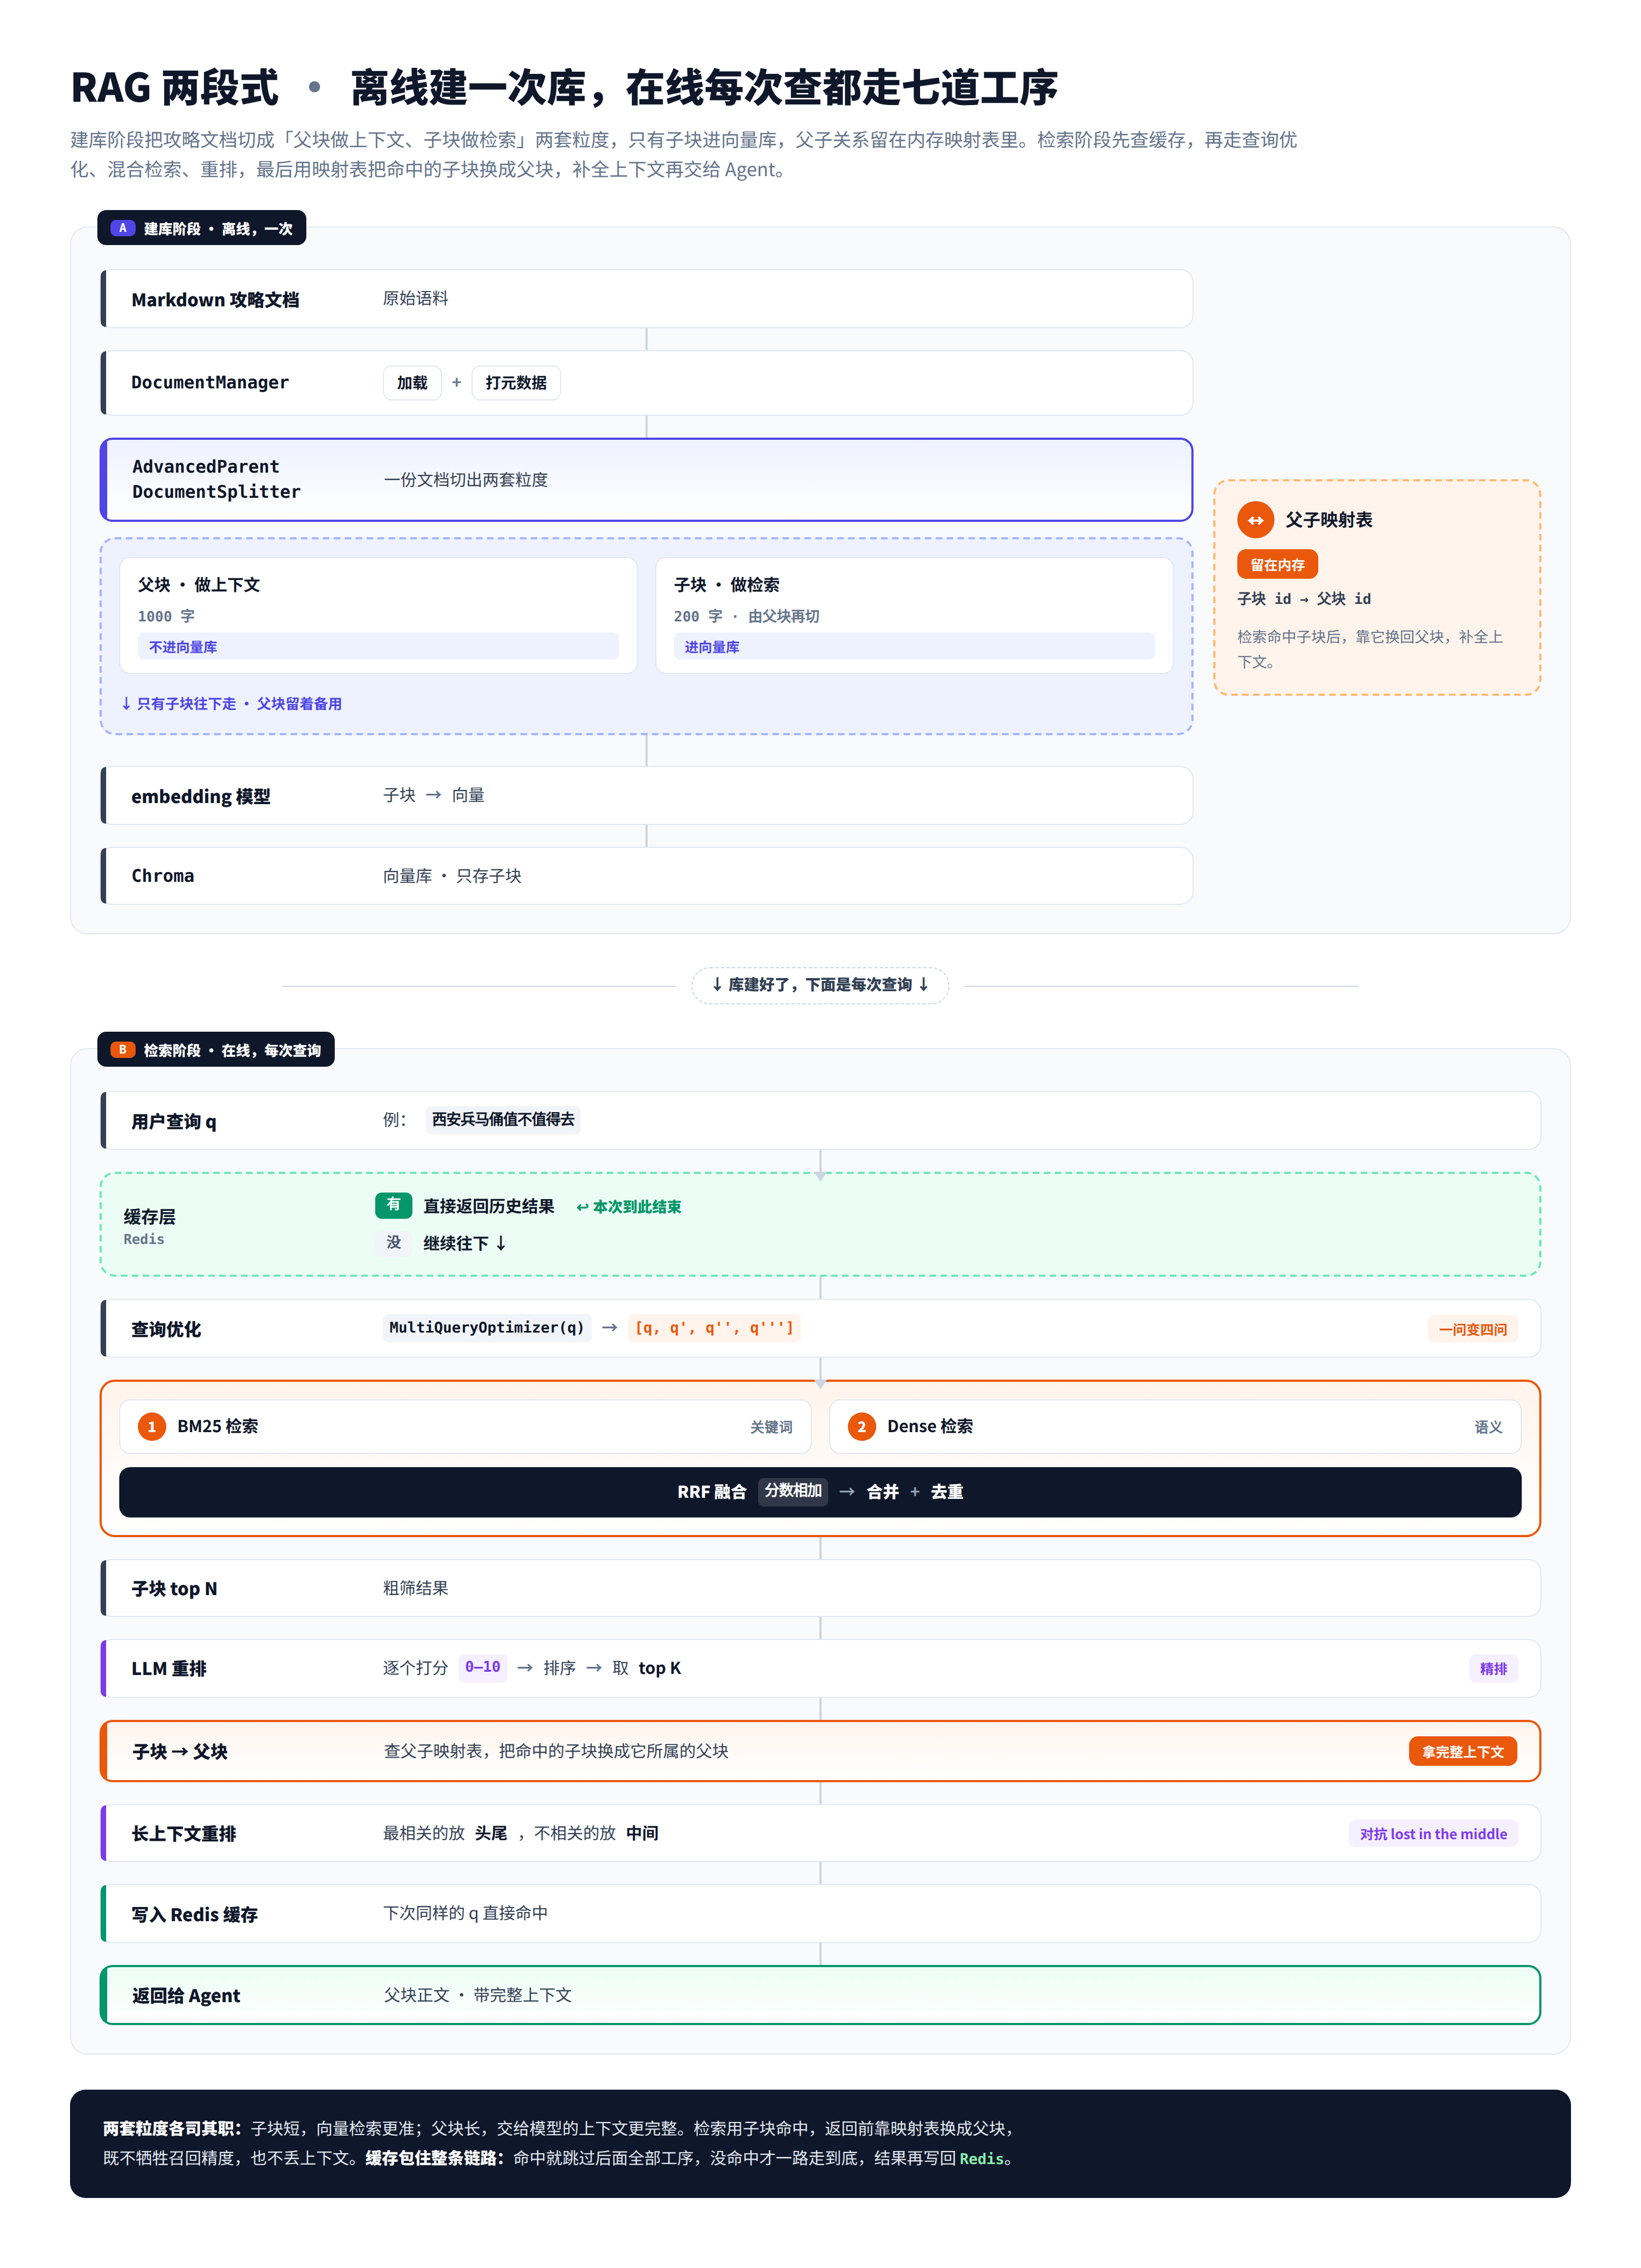 RAG 两段式 • 离线建一次库，在线每次查都走七道工序
建库阶段把攻略文档切成「父块做上下文、子块做检索」两套粒度，只有子块进向量库，父子关系留在内存映射表里。检索阶段先查缓存，再走查询优
化、混合检索、重排，最后用映射表把命中的子块换成父块，补全上下文再交给 Agent。
A 建库阶段 • 离线，一次
Markdown 攻略文档 原始语料
DocumentManager 加载 + 打元数据
AdvancedParent
DocumentSplitter
一份文档切出两套粒度
父块 • 做上下文
1000 字
不进向量库
子块 • 做检索
200 字 · 由父块再切
进向量库
↓ 只有子块往下走 • 父块留着备用
↔ 父子映射表
留在内存
子块 id → 父块 id
检索命中子块后，靠它换回父块，补全上
下文。
embedding 模型 子块 → 向量
Chroma 向量库 • 只存子块
↓ 库建好了，下面是每次查询 ↓
B 检索阶段 • 在线，每次查询
用户查询 q 例： 西安兵马俑值不值得去
缓存层
Redis
有 直接返回历史结果 ↩ 本次到此结束
没 继续往下 ↓
查询优化 MultiQueryOptimizer(q) → [q, q', q'', q'''] 一问变四问
1 BM25 检索 关键词
2 Dense 检索 语义
RRF 融合 分数相加 → 合并 + 去重
子块 top N 粗筛结果
LLM 重排 逐个打分 0–10 → 排序 → 取 top K 精排
子块 → 父块 查父子映射表，把命中的子块换成它所属的父块 拿完整上下文
长上下文重排 最相关的放 头尾 ，不相关的放 中间 对抗 lost in the middle
写入 Redis 缓存 下次同样的 q 直接命中
返回给 Agent 父块正文 • 带完整上下文
两套粒度各司其职：子块短，向量检索更准；父块长，交给模型的上下文更完整。检索用子块命中，返回前靠映射表换成父块，
既不牺牲召回精度，也不丢上下文。缓存包住整条链路：命中就跳过后面全部工序，没命中才一路走到底，结果再写回 Redis。